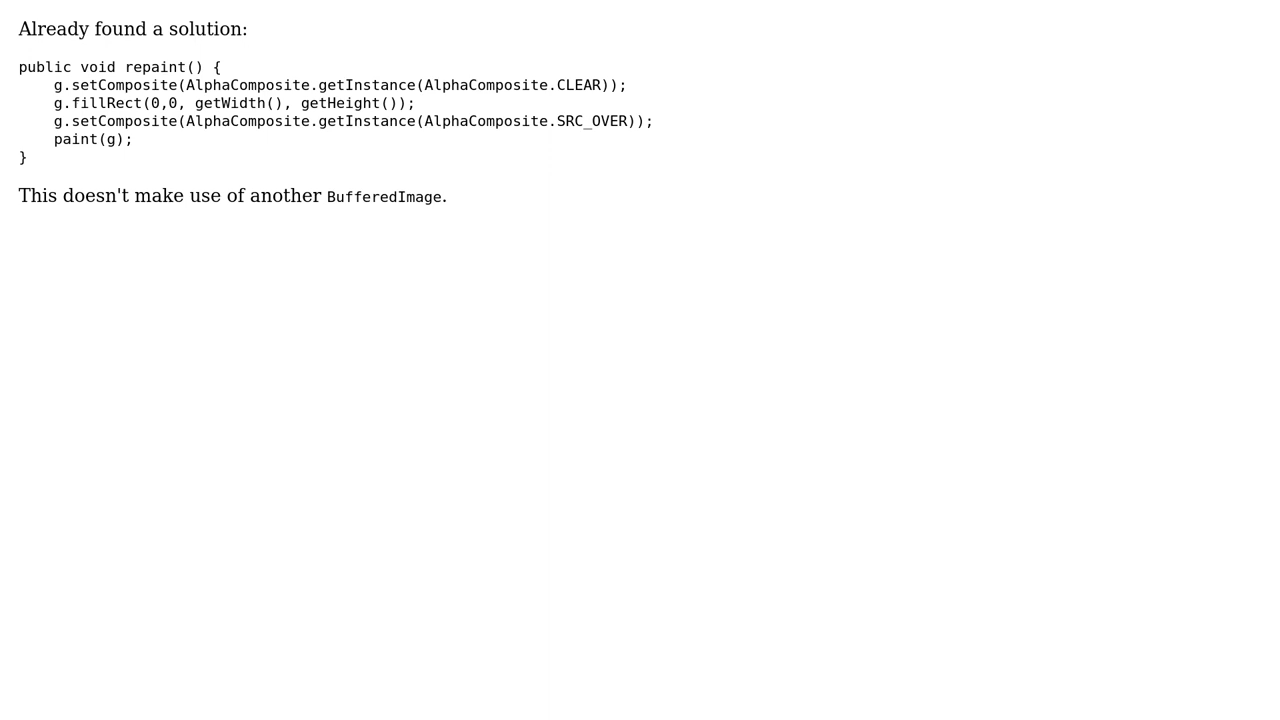 Already found a solution:
public void repaint() {
    g.setComposite(AlphaComposite.getInstance(AlphaComposite.CLEAR));
    g.fillRect(0,0, getWidth(), getHeight());
    g.setComposite(AlphaComposite.getInstance(AlphaComposite.SRC_OVER));
    paint(g);
}
This doesn't make use of another BufferedImage.